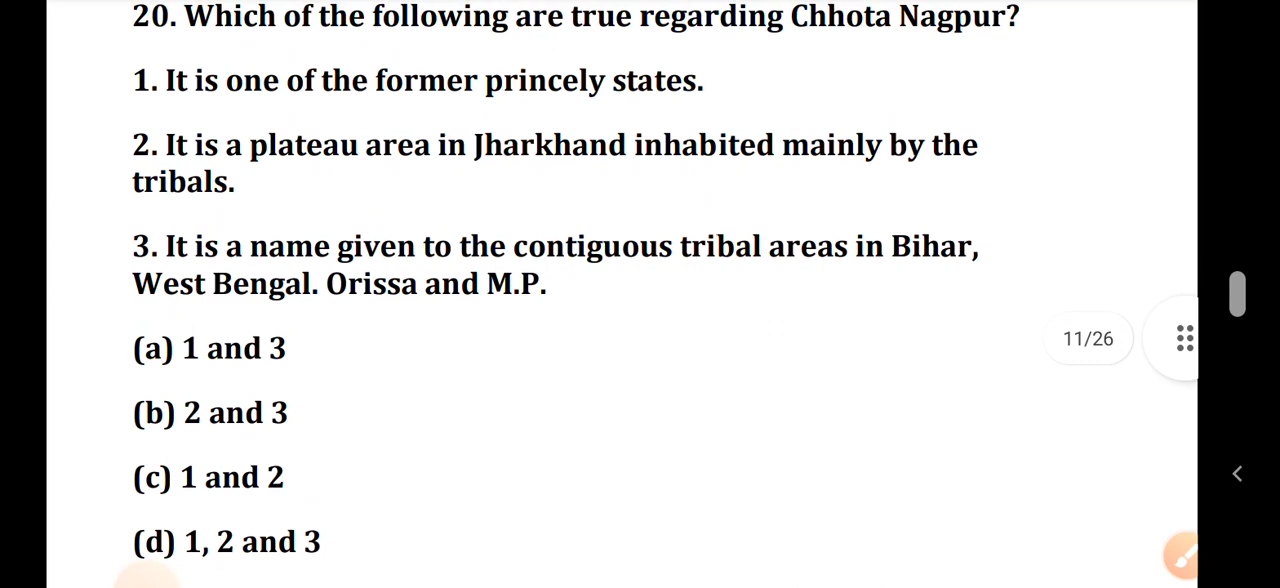 20. Which of the following are true regarding Chhota Nagpur?
1. It is one of the former princely states.
2. It is a plateau area in Jharkhand inhabited mainly by the
tribals.
3. It is a name given to the contiguous tribal areas in Bihar,
West Bengal. Orissa and M.P.
11/26
(a) 1 and 3
(b) 2 and 3
(c) 1 and 2
(d) 1, 2 and 3